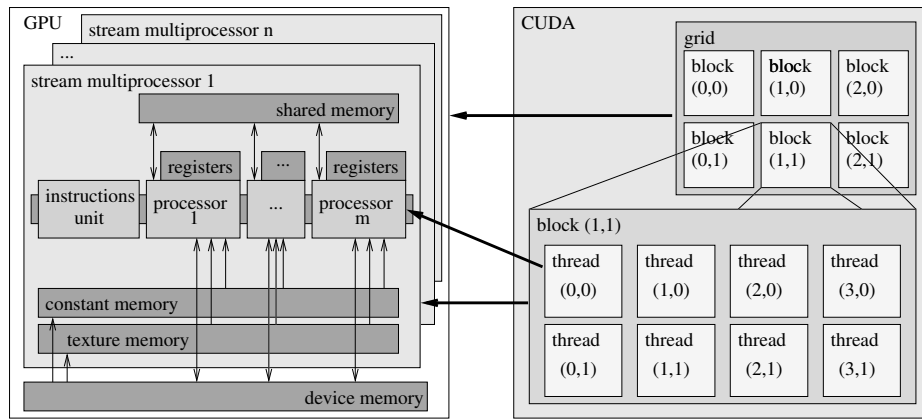 GPU
stream multiprocessor n
...
stream multiprocessor 1
shared memory
registers
...
registers
instructions
unit
processor
1
...
processor
m
constant memory
texture memory
device memory
CUDA
grid
block
(0,0)
block
(1,0)
block
(2,0)
block
(0,1)
block
(1,1)
block
(2,1)
block (1,1)
thread
(0,0)
thread
(1,0)
thread
(2,0)
thread
(3,0)
thread
(0,1)
thread
(1,1)
thread
(2,1)
thread
(3,1)